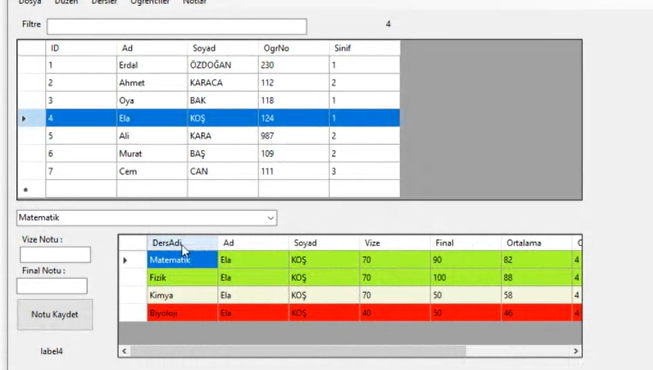 Dosya Düzen Dersler Öğrenciler Notlar
Filtre 4
ID Ad Soyad OgrNo Sinif
1 Erdal ÖZDOĞAN 230 1
2 Ahmet KARACA 112 2
3 Oya BAK 118 1
4 Ela KOŞ 124 1
5 Ali KARA 987 2
6 Murat BAŞ 109 2
7 Cem CAN 111 3
Matematik
Vize Notu :
Final Notu :
Notu Kaydet
label4
DersAdi Ad Soyad Vize Final Ortalama
Matematik Ela KOŞ 70 90 82 4
Fizik Ela KOŞ 70 100 88 4
Kimya Ela KOŞ 70 50 58 4
Biyoloji Ela KOŞ 40 50 46 4